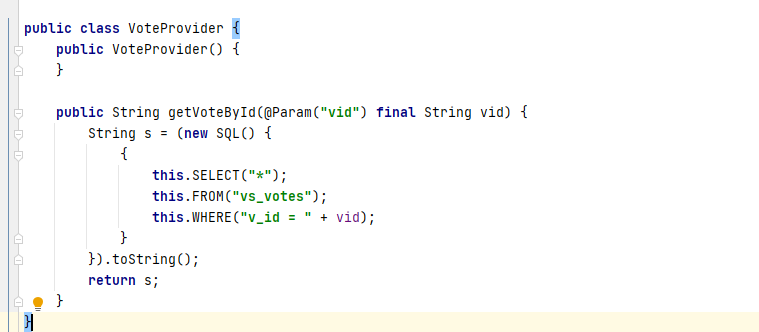 public class VoteProvider {
    public VoteProvider() {
    }

    public String getVoteById(@Param("vid") final String vid) {
        String s = (new SQL() {
            {
                this.SELECT("*");
                this.FROM("vs_votes");
                this.WHERE("v_id = " + vid);
            }
        }).toString();
        return s;
    }
}